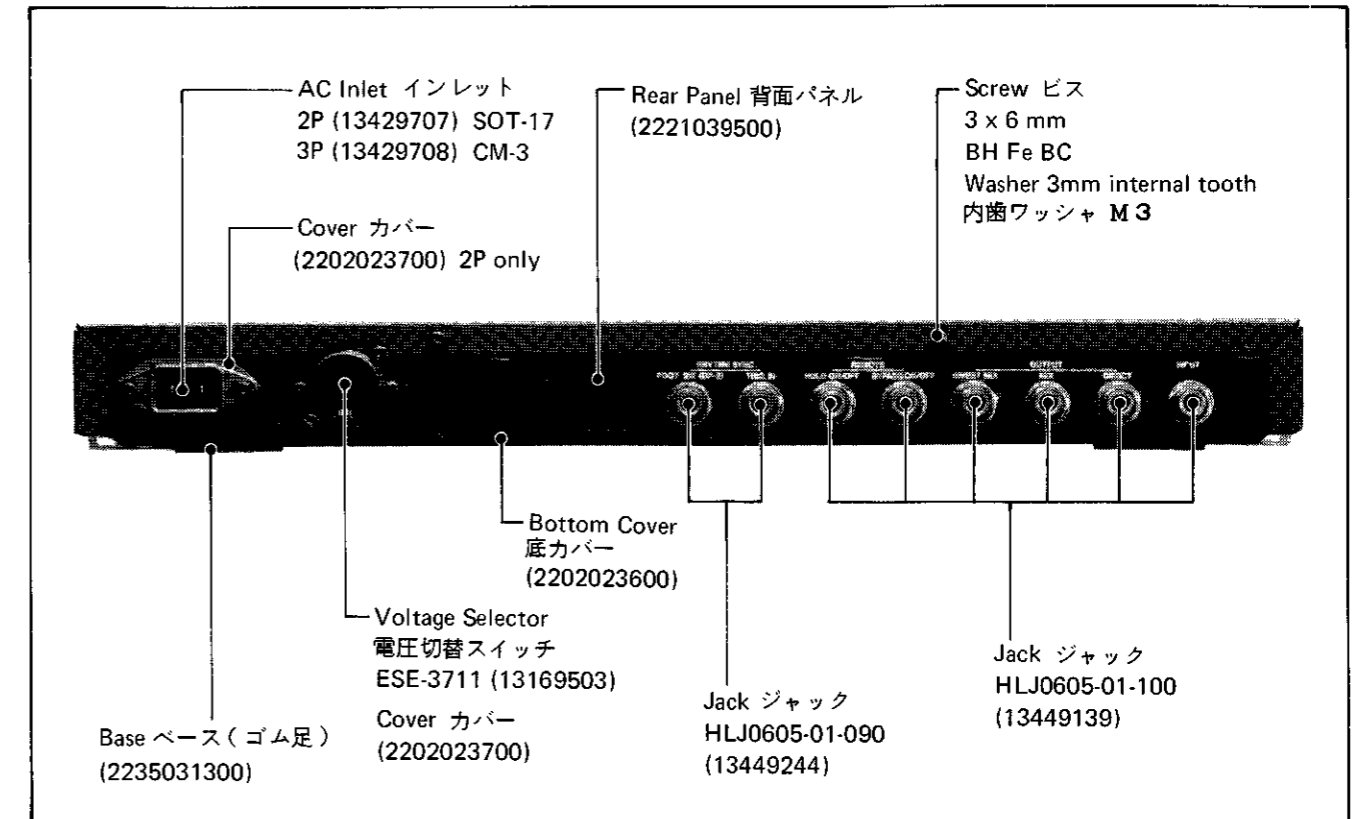 AC Inlet インレット
2P (13429707) SOT-17
3P (13429708) CM-3
Cover カバー
(2202023700) 2P only
Rear Panel 背面パネル
(2221039500)
Screw ビス
3 x 6 mm
BH Fe BC
Washer 3mm internal tooth
内歯ワッシャ M 3
INPUT
Bottom Cover
底カバー
(2202023600)
Voltage Selector
電圧切替スイッチ
ESE-3711 (13169503)
Cover カバー
(2202023700)
Base ベース ( ゴム足 )
(2235031300)
Jack ジャック
HLJ0605-01-090
(13449244)
Jack ジャック
HLJ0605-01-100
(13449139)